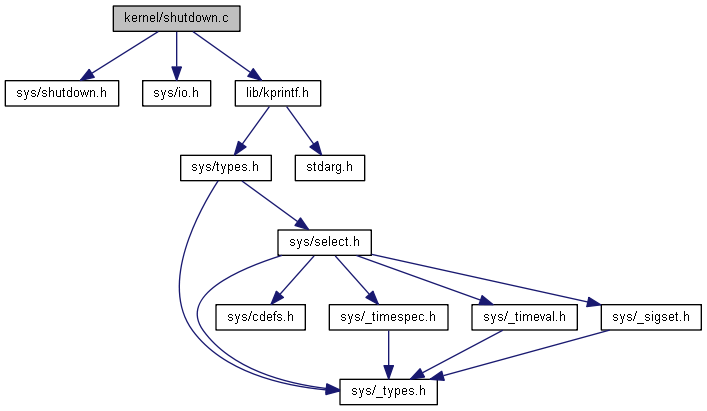 kernel/shutdown.c
sys/shutdown.h
sys/io.h
lib/kprintf.h
sys/types.h
stdarg.h
sys/select.h
sys/cdefs.h
sys/_timespec.h
sys/_timeval.h
sys/_sigset.h
sys/_types.h